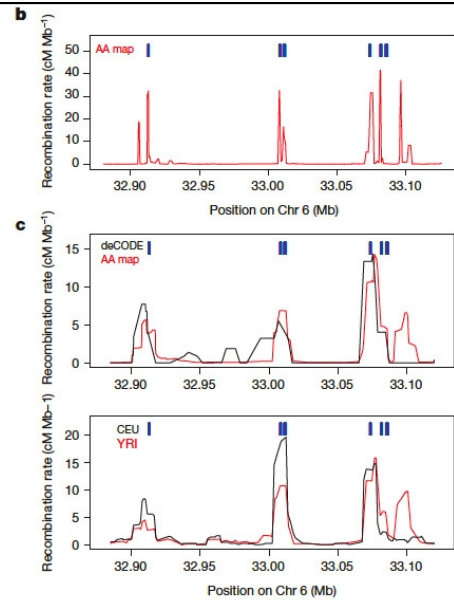 b
AA map
Recombination rate (cM Mb⁻¹)
50
40
30
20
10
0
32.90 32.95 33.00 33.05 33.10
Position on Chr 6 (Mb)
c
deCODE
AA map
Recombination rate (cM Mb⁻¹)
15
10
5
0
32.90 32.95 33.00 33.05 33.10
CEU
YRI
Recombination rate (cM Mb⁻¹)
20
15
10
5
0
32.90 32.95 33.00 33.05 33.10
Position on Chr 6 (Mb)